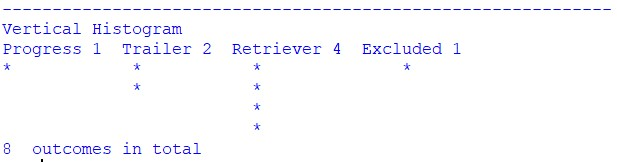 -------------------------------------------------------------
Vertical Histogram
Progress 1  Trailer 2  Retriever 4  Excluded 1
*            *           *              *
             *           *
                         *
                         *
8  outcomes in total